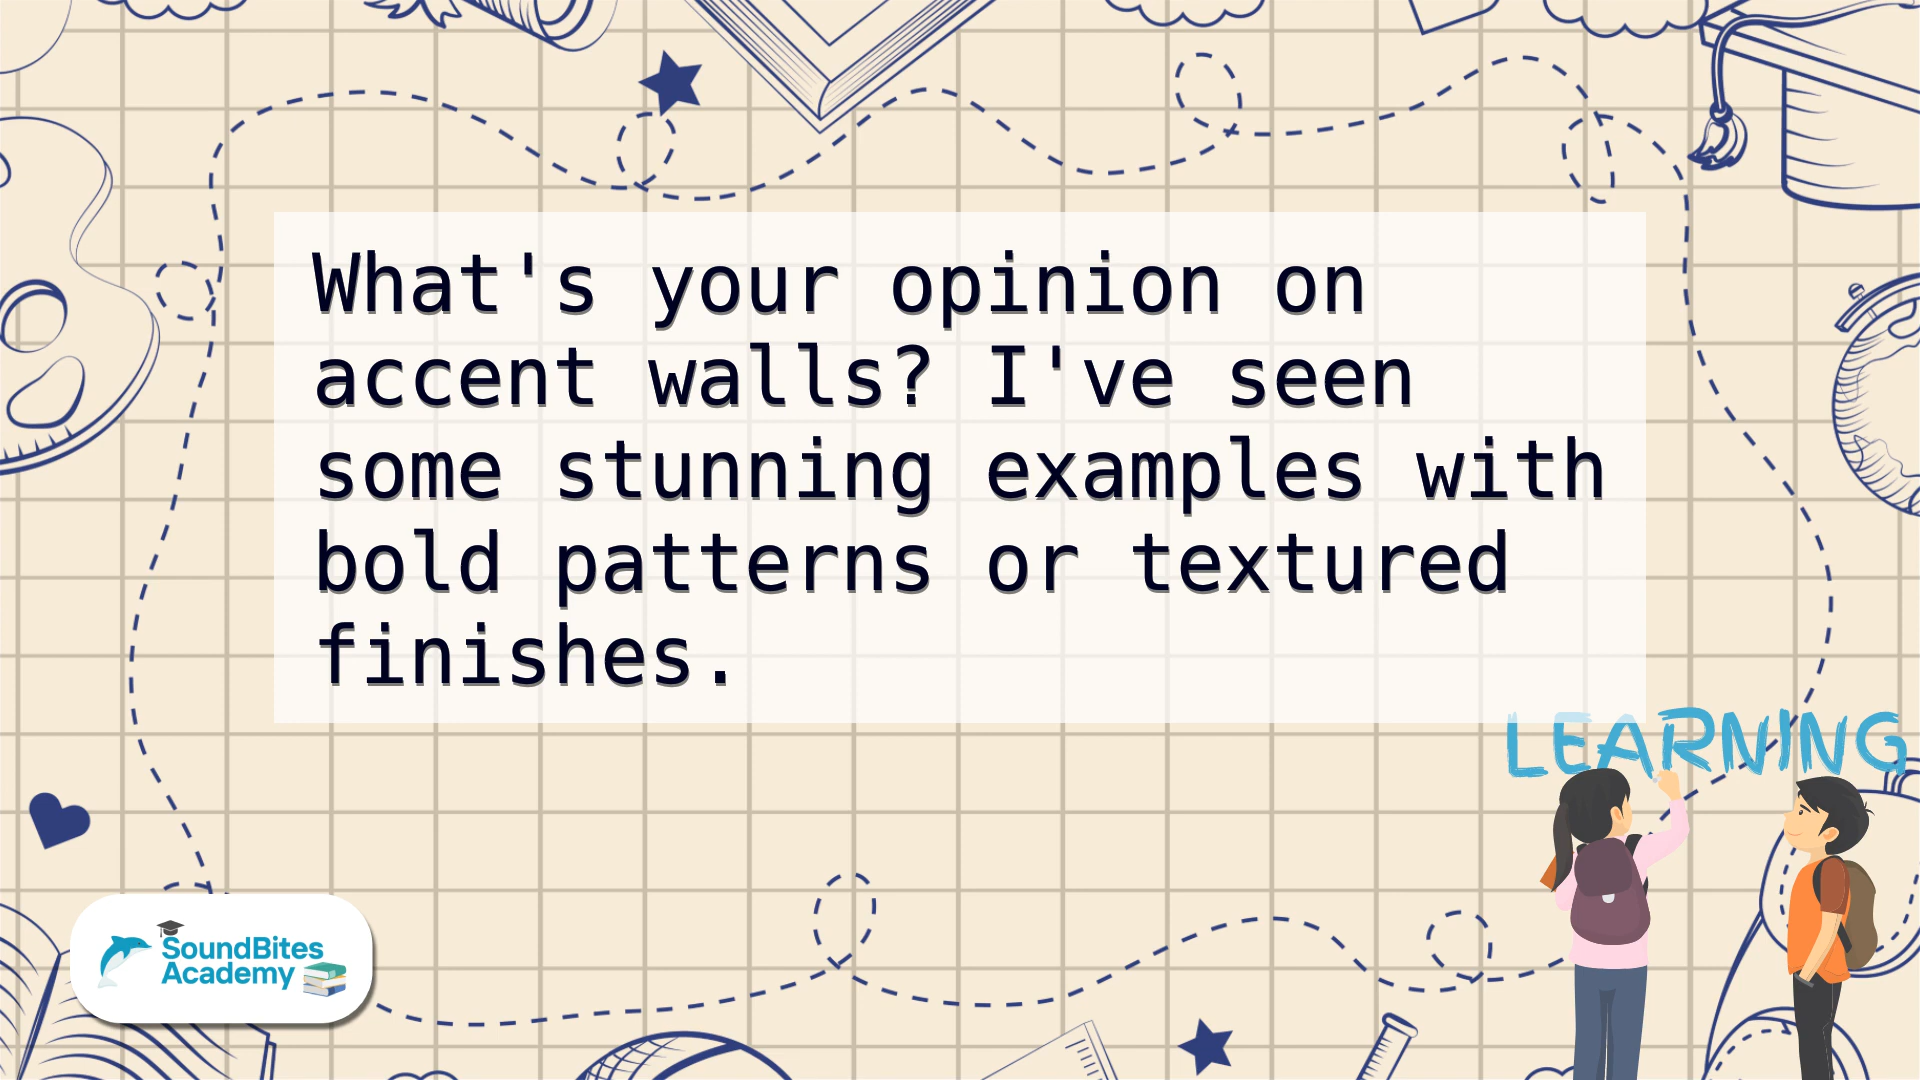 What's your opinion on
accent walls? I've seen
some stunning examples with
bold patterns or textured
finishes.
LEARNING
SoundBites
Academy